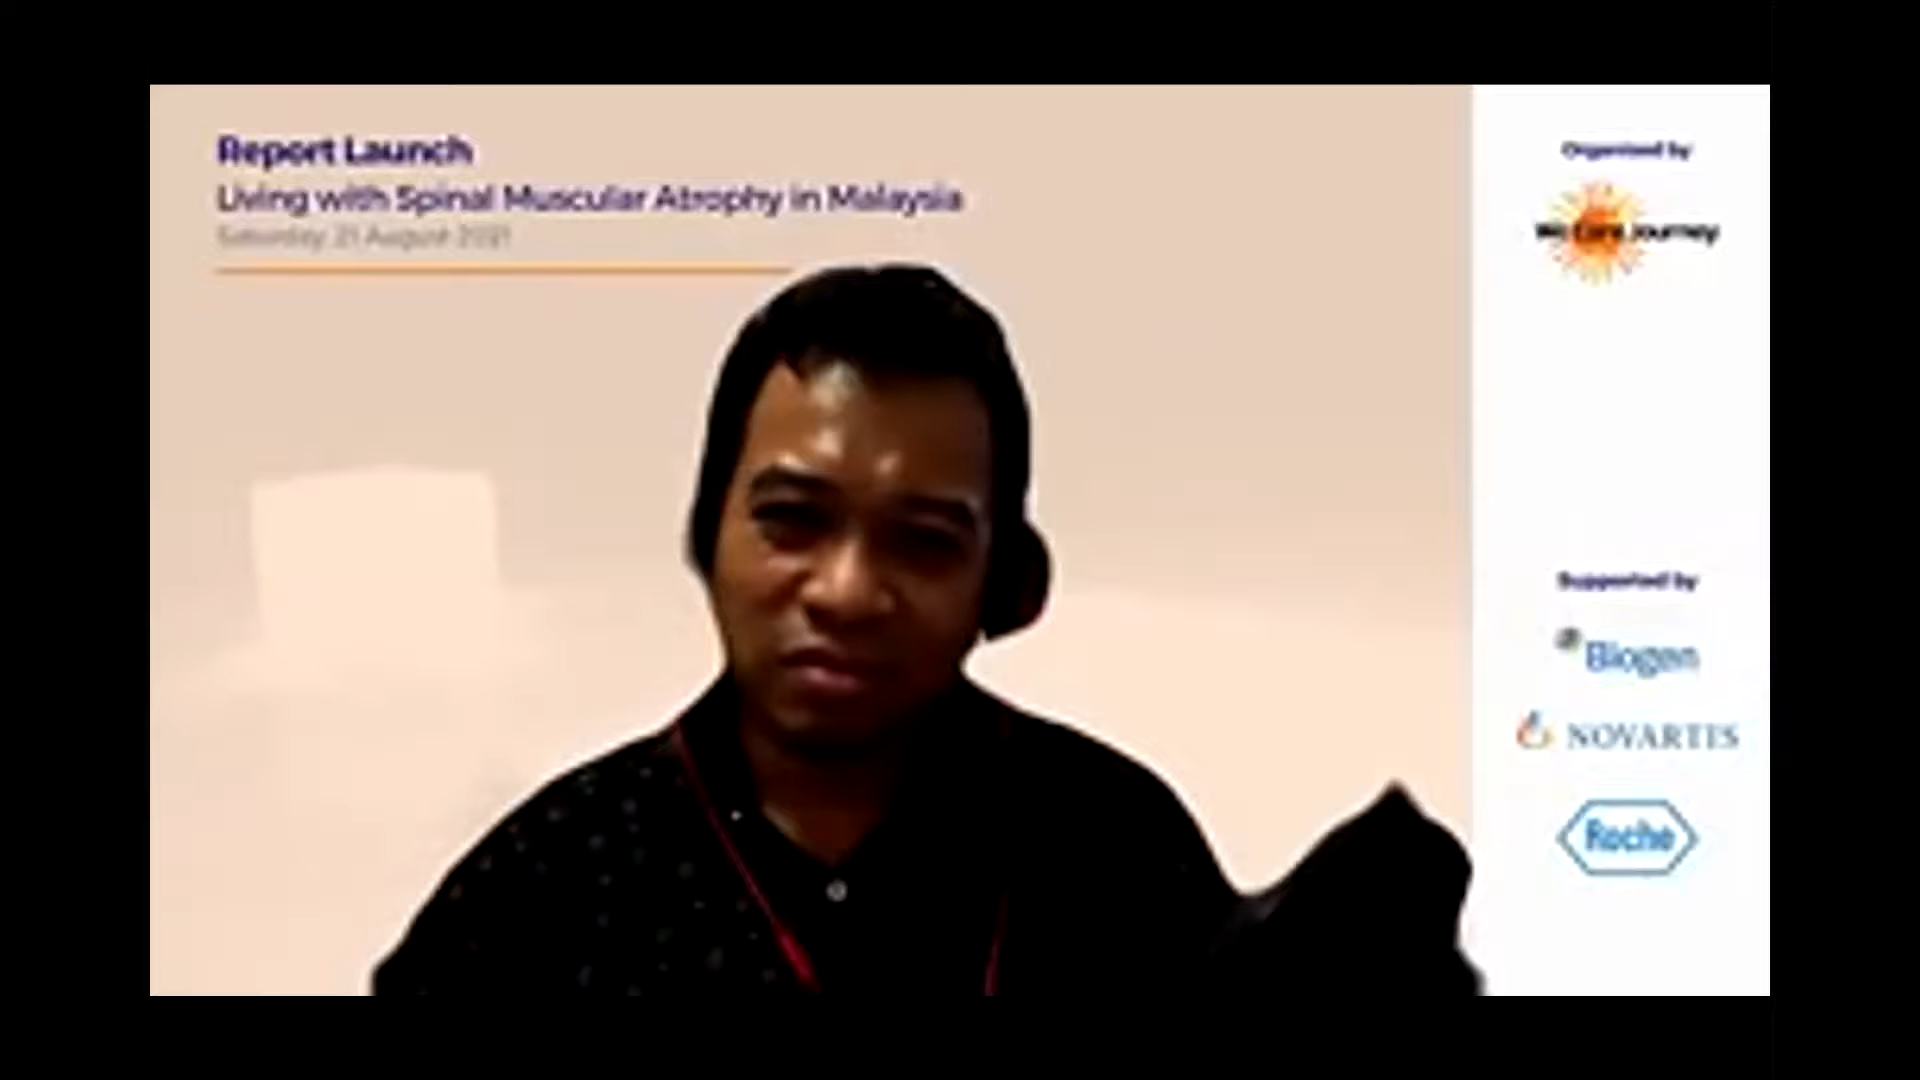 Report Launch
Living with Spinal Muscular Atrophy in Malaysia
Saturday, 21 August 2021
Organised by
We Care Journey
Supported by
Biogen
NOVARTIS
Roche